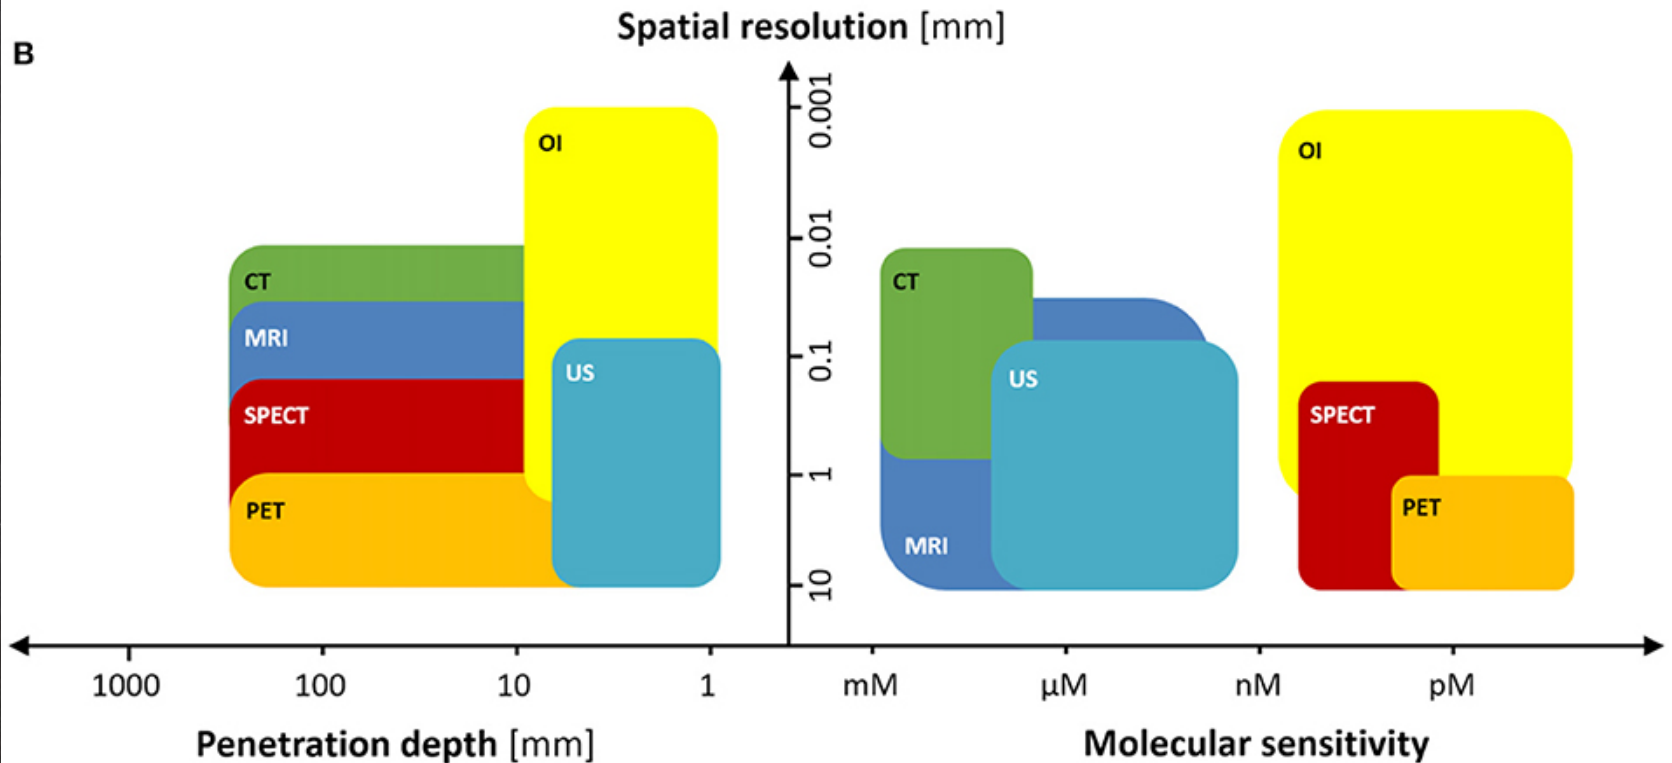 B
Spatial resolution [mm]
0.001
0.01
0.1
1
10
OI
CT
MRI
SPECT
PET
US
OI
CT
US
MRI
SPECT
PET
1000 100 10 1
mM µM nM pM
Penetration depth [mm]
Molecular sensitivity